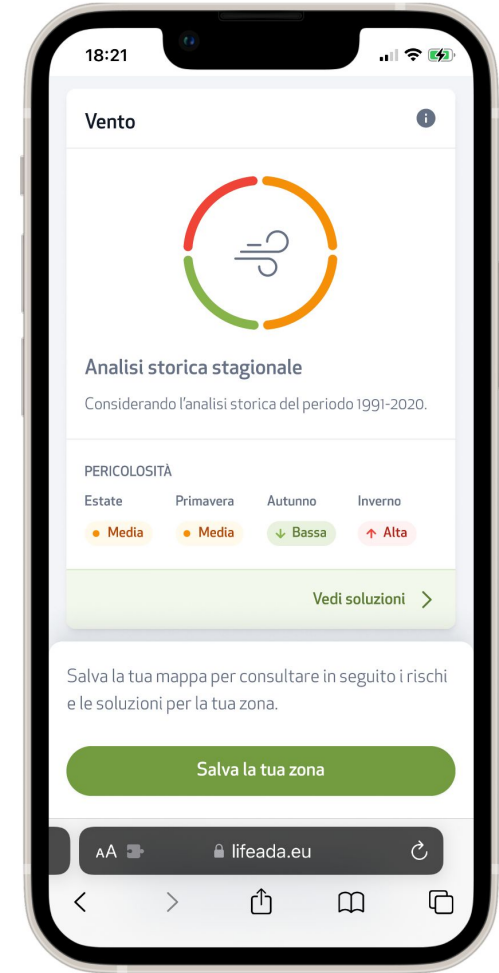 18:21
Vento
Analisi storica stagionale
Considerando l'analisi storica del periodo 1991-2020.
PERICOLOSITÀ
Estate Primavera Autunno Inverno
Media Media Bassa Alta
Vedi soluzioni
Salva la tua mappa per consultare in seguito i rischi
e le soluzioni per la tua zona.
Salva la tua zona
AA lifeada.eu